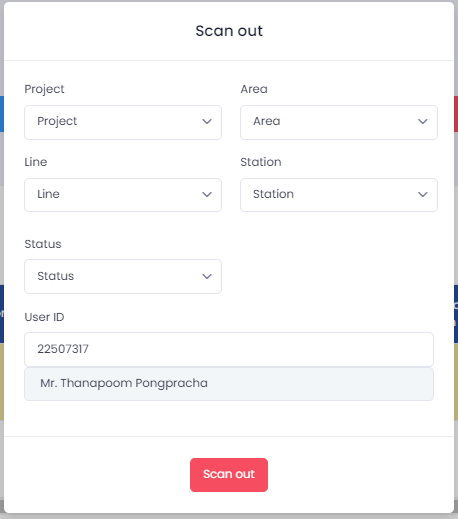 Scan out
Project Area
Project Area
Line Station
Line Station
Status
Status
User ID
22507317
Mr. Thanapoom Pongpracha
Scan out